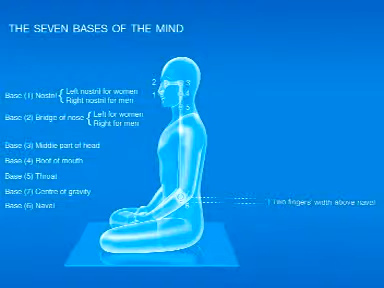 THE SEVEN BASES OF THE MIND
Base (1) Nostril { Left nostril for women
Right nostril for men
Base (2) Bridge of nose { Left for women
Right for men
Base (3) Middle part of head
Base (4) Roof of mouth
Base (5) Throat
Base (7) Centre of gravity
Base (6) Navel
2
3
1
4
5
7
6
Two fingers' width above navel